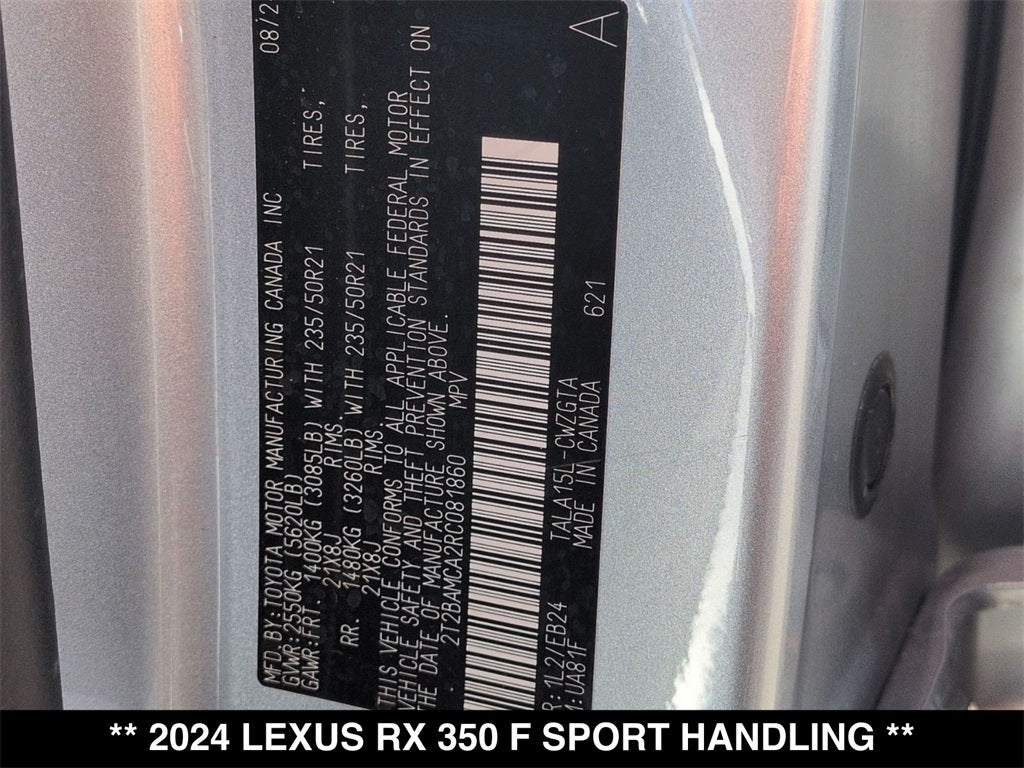 MFD. BY: TOYOTA MOTOR MANUFACTURING CANADA INC 08/2
GVWR: 2550KG (5620LB)
GAWR: FRT. 1400KG (3085LB) WITH 235/50R21 TIRES,
21X8J RIMS.
RR. 1480KG (3260LB) WITH 235/50R21 TIRES,
21X8J RIMS.
THIS VEHICLE CONFORMS TO ALL APPLICABLE FEDERAL MOTOR
VEHICLE SAFETY AND THEFT PREVENTION STANDARDS IN EFFECT ON
THE DATE OF MANUFACTURE SHOWN ABOVE.
2T2BAMCA2RC081860 MPV
R: 1L2/EB24 TALA15L-CWZGTA 621
M: UA81F MADE IN CANADA A
** 2024 LEXUS RX 350 F SPORT HANDLING **